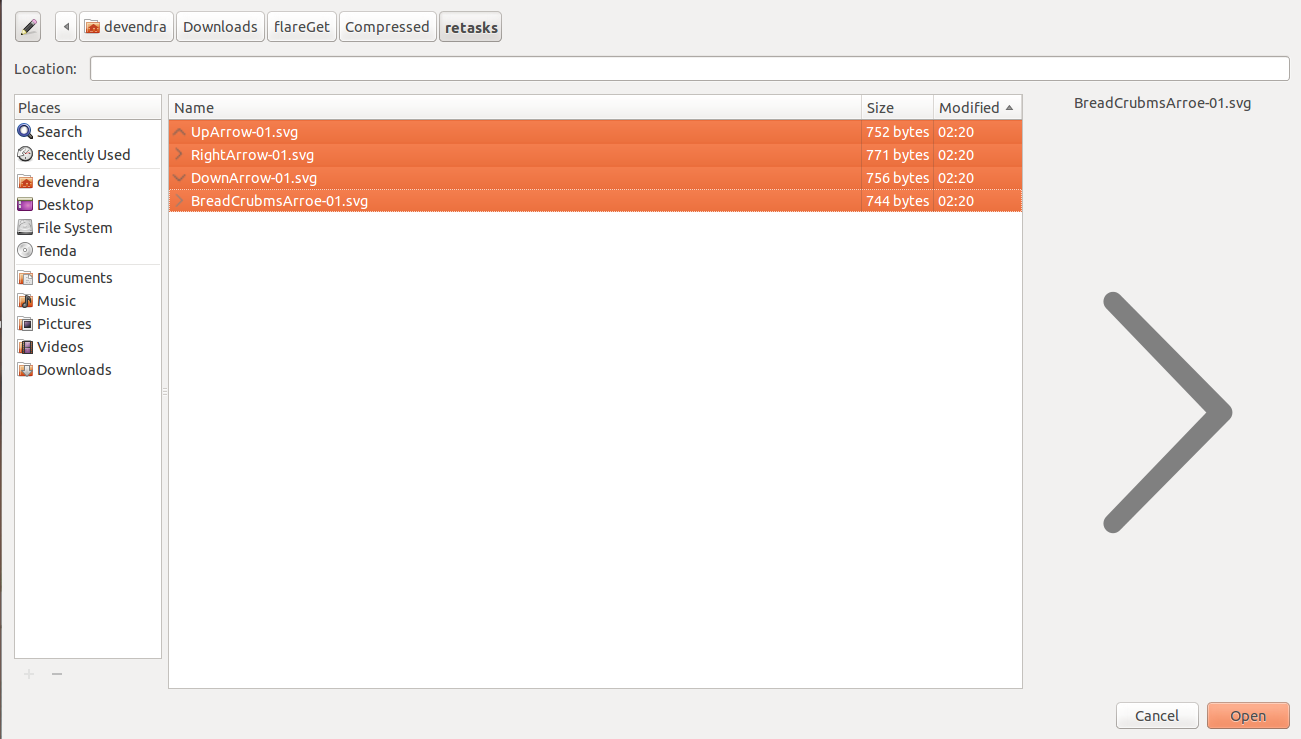 devendra Downloads flareGet Compressed retasks
Location:
Places
Search
Recently Used
devendra
Desktop
File System
Tenda
Documents
Music
Pictures
Videos
Downloads
Name Size Modified
UpArrow-01.svg 752 bytes 02:20
RightArrow-01.svg 771 bytes 02:20
DownArrow-01.svg 756 bytes 02:20
BreadCrubmsArroe-01.svg 744 bytes 02:20
BreadCrubmsArroe-01.svg
Cancel Open